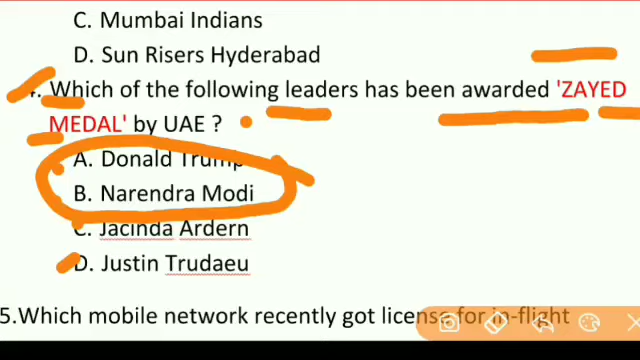 C. Mumbai Indians
D. Sun Risers Hyderabad
4. Which of the following leaders has been awarded 'ZAYED
MEDAL' by UAE ?
A. Donald Trump
B. Narendra Modi
C. Jacinda Ardern
D. Justin Trudaeu
5.Which mobile network recently got license for in-flight